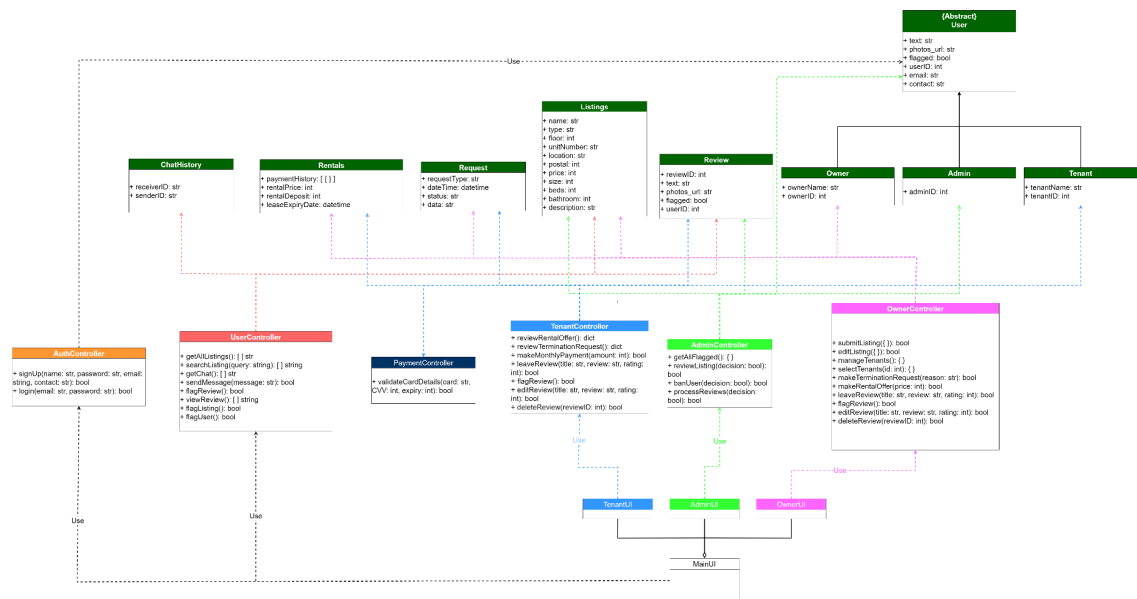 {Abstract}
User
+ text: str
+ photos_url: str
+ flagged: bool
+ userID: int
+ email: str
+ contact: str
Use
Listings
+ name: str
+ type: str
+ floor: int
+ unitNumber: str
+ location: str
+ postal: int
+ price: int
+ size: int
+ beds: int
+ bathroom: int
+ description: str
ChatHistory
+ receiverID: str
+ senderID: str
Rentals
+ paymentHistory: [ { } ]
+ rentalPrice: int
+ rentalDeposit: int
+ leaseExpiryDate: datetime
Request
+ requestType: str
+ dateTime: datetime
+ status: str
+ data: str
Review
+ reviewID: int
+ text: str
+ photos_url: str
+ flagged: bool
+ userID: int
Owner
+ ownerName: str
+ ownerID: int
Admin
+ adminID: int
Tenant
+ tenantName: str
+ tenantID: int
AuthController
+ signUp(name: str, password: str, email:
string, contact: str): bool
+ login(email: str, password: str): bool
UserController
+ getAllListings(): [ ] str
+ searchListing(query: string): [ ] string
+ getChat(): [ ] str
+ sendMessage(message: str): bool
+ flagReview(): bool
+ viewReview(): [ ] string
+ flagListing(): bool
+ flagUser(): bool
PaymentController
+ validateCardDetails(card: str,
CVV: int, expiry: int): bool
TenantController
+ reviewRentalOffer(): dict
+ reviewTerminationRequest(): dict
+ makeMonthlyPayment(amount: int): bool
+ leaveReview(title: str, review: str, rating:
int): bool
+ flagReview(): bool
+ editReview(title: str, review: str, rating:
int): bool
+ deleteReview(reviewID: int): bool
AdminController
+ getAllFlagged(): { }
+ reviewListing(decision: bool):
bool
+ banUser(decision: bool): bool
+ processReviews(decision:
bool): bool
OwnerController
+ submitListing({ }): bool
+ editListing({ }): bool
+ manageTenants(): { }
+ selectTenants(id: int): { }
+ makeTerminationRequest(reason: str): bool
+ makeRentalOffer(price: int): bool
+ leaveReview(title: str, review: str, rating: int): bool
+ flagReview(): bool
+ editReview(title: str, review: str, rating: int): bool
+ deleteReview(reviewID: int): bool
Use
Use
Use
Use
Use
TenantUI
AdminUI
OwnerUI
MainUI